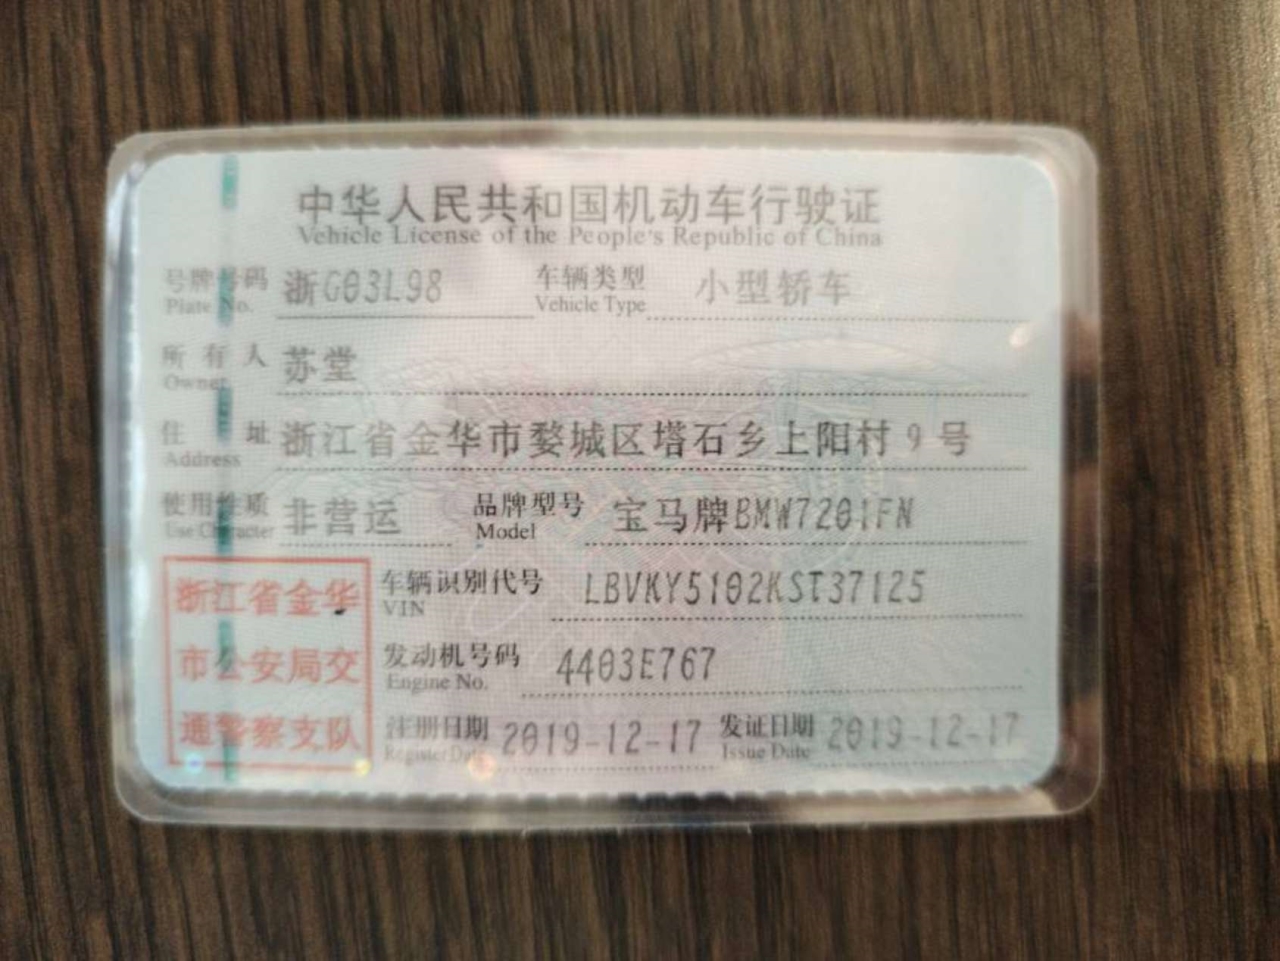 中华人民共和国机动车行驶证
Vehicle License of the People's Republic of China
号牌号码 浙G03L98 车辆类型 小型轿车
Plate No. Vehicle Type
所有人 苏堂
Owner
住址 浙江省金华市婺城区塔石乡上阳村9号
Address
使用性质 非营运 品牌型号 宝马牌BMW7201FN
Use Character Model
浙江省金华
市公安局交
通警察支队
车辆识别代号 LBVKY5102KST37125
VIN
发动机号码 4403E767
Engine No.
注册日期 2019-12-17 发证日期 2019-12-17
Register Date Issue Date